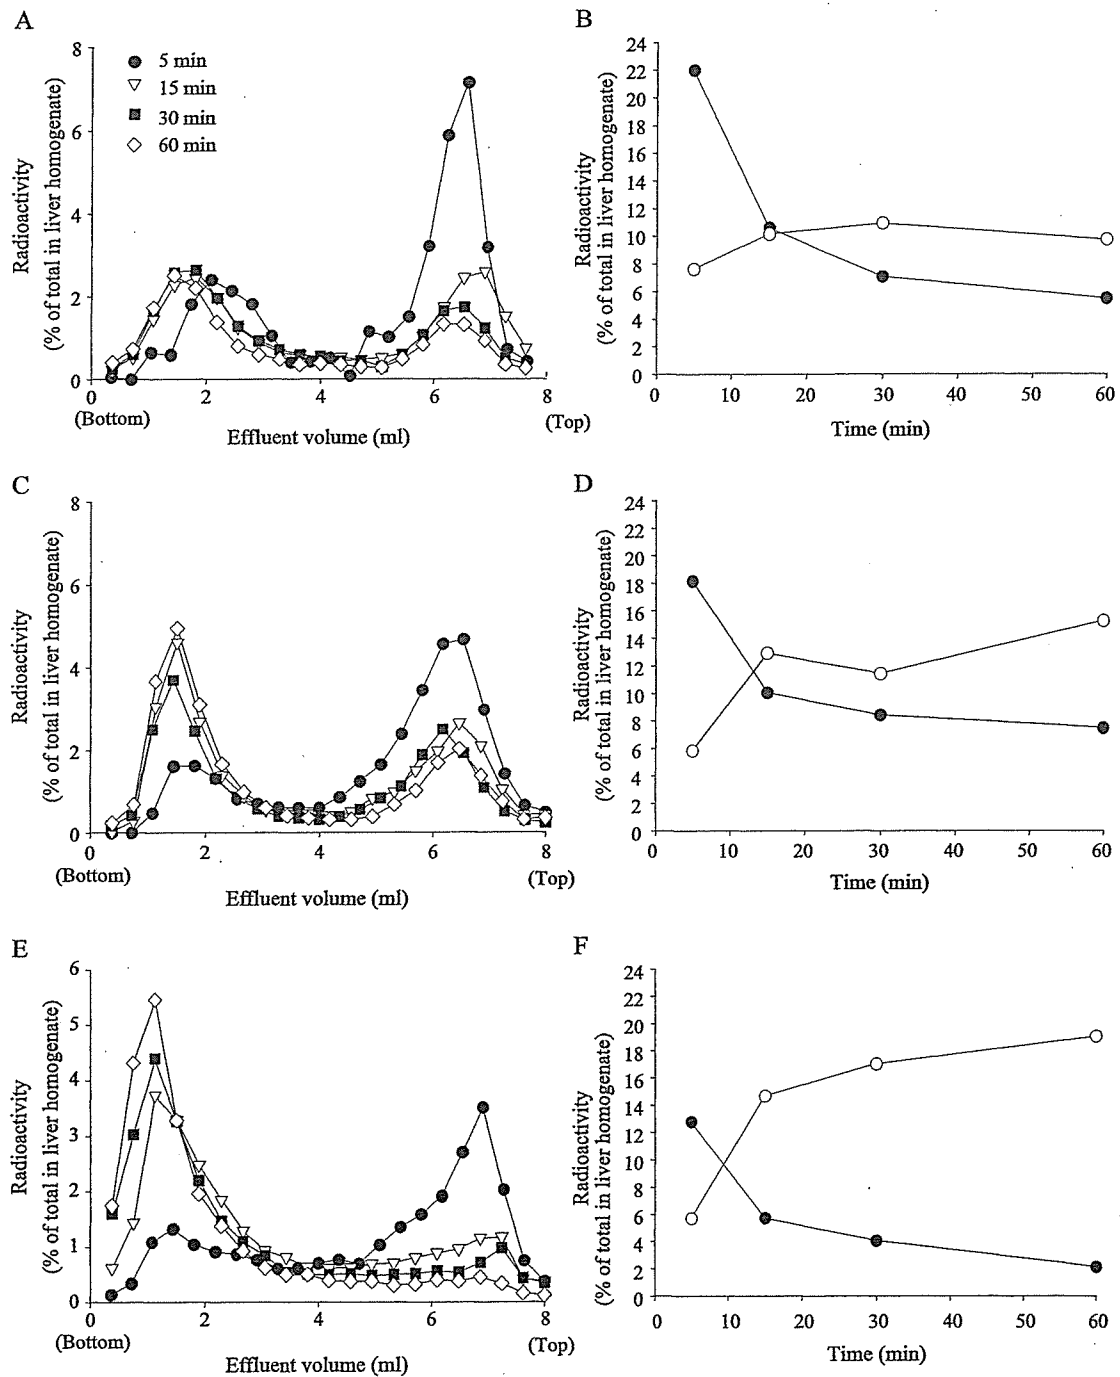 A
Radioactivity
(% of total in liver homogenate)
8
6
4
2
0
5 min
15 min
30 min
60 min
0 2 4 6 8
(Bottom) (Top)
Effluent volume (ml)
B
Radioactivity
(% of total in liver homogenate)
24
22
20
18
16
14
12
10
8
6
4
2
0
0 10 20 30 40 50 60
Time (min)
C
Radioactivity
(% of total in liver homogenate)
8
6
4
2
0
0 2 4 6 8
(Bottom) (Top)
Effluent volume (ml)
D
Radioactivity
(% of total in liver homogenate)
24
22
20
18
16
14
12
10
8
6
4
2
0
0 10 20 30 40 50 60
Time (min)
E
Radioactivity
(% of total in liver homogenate)
6
5
4
3
2
1
0
0 2 4 6 8
(Bottom) (Top)
Effluent volume (ml)
F
Radioactivity
(% of total in liver homogenate)
24
22
20
18
16
14
12
10
8
6
4
2
0
0 10 20 30 40 50 60
Time (min)